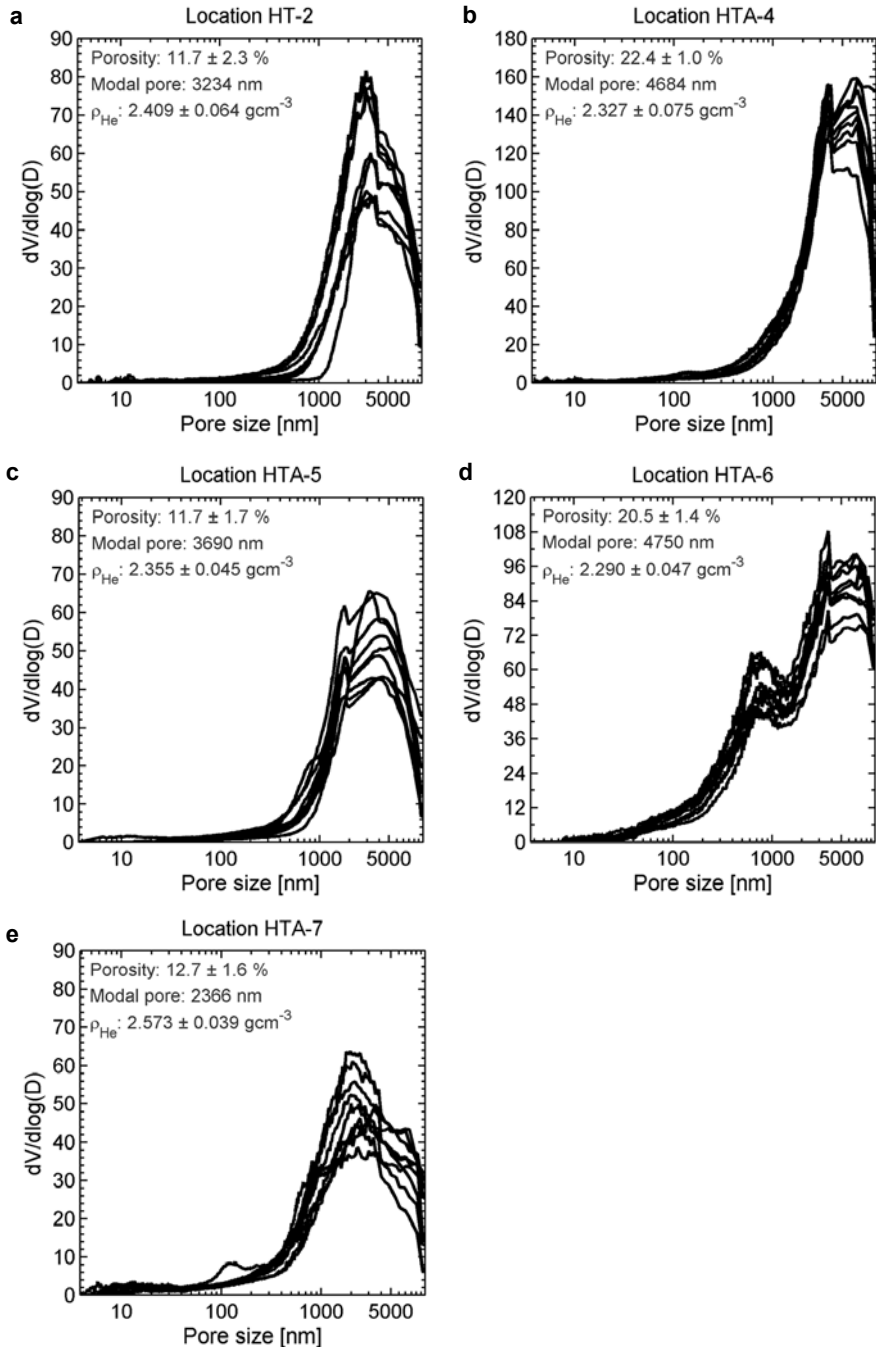 a
Location HT-2
Porosity: 11.7 ± 2.3 %
Modal pore: 3234 nm
ρHe: 2.409 ± 0.064 gcm-3
90
80
70
60
50
40
30
20
10
0
dV/dlog(D)
10 100 1000 5000
Pore size [nm]
b
Location HTA-4
Porosity: 22.4 ± 1.0 %
Modal pore: 4684 nm
ρHe: 2.327 ± 0.075 gcm-3
180
160
140
120
100
80
60
40
20
0
dV/dlog(D)
10 100 1000 5000
Pore size [nm]
c
Location HTA-5
Porosity: 11.7 ± 1.7 %
Modal pore: 3690 nm
ρHe: 2.355 ± 0.045 gcm-3
90
80
70
60
50
40
30
20
10
0
dV/dlog(D)
10 100 1000 5000
Pore size [nm]
d
Location HTA-6
Porosity: 20.5 ± 1.4 %
Modal pore: 4750 nm
ρHe: 2.290 ± 0.047 gcm-3
120
108
96
84
72
60
48
36
24
12
0
dV/dlog(D)
10 100 1000 5000
Pore size [nm]
e
Location HTA-7
Porosity: 12.7 ± 1.6 %
Modal pore: 2366 nm
ρHe: 2.573 ± 0.039 gcm-3
90
80
70
60
50
40
30
20
10
0
dV/dlog(D)
10 100 1000 5000
Pore size [nm]